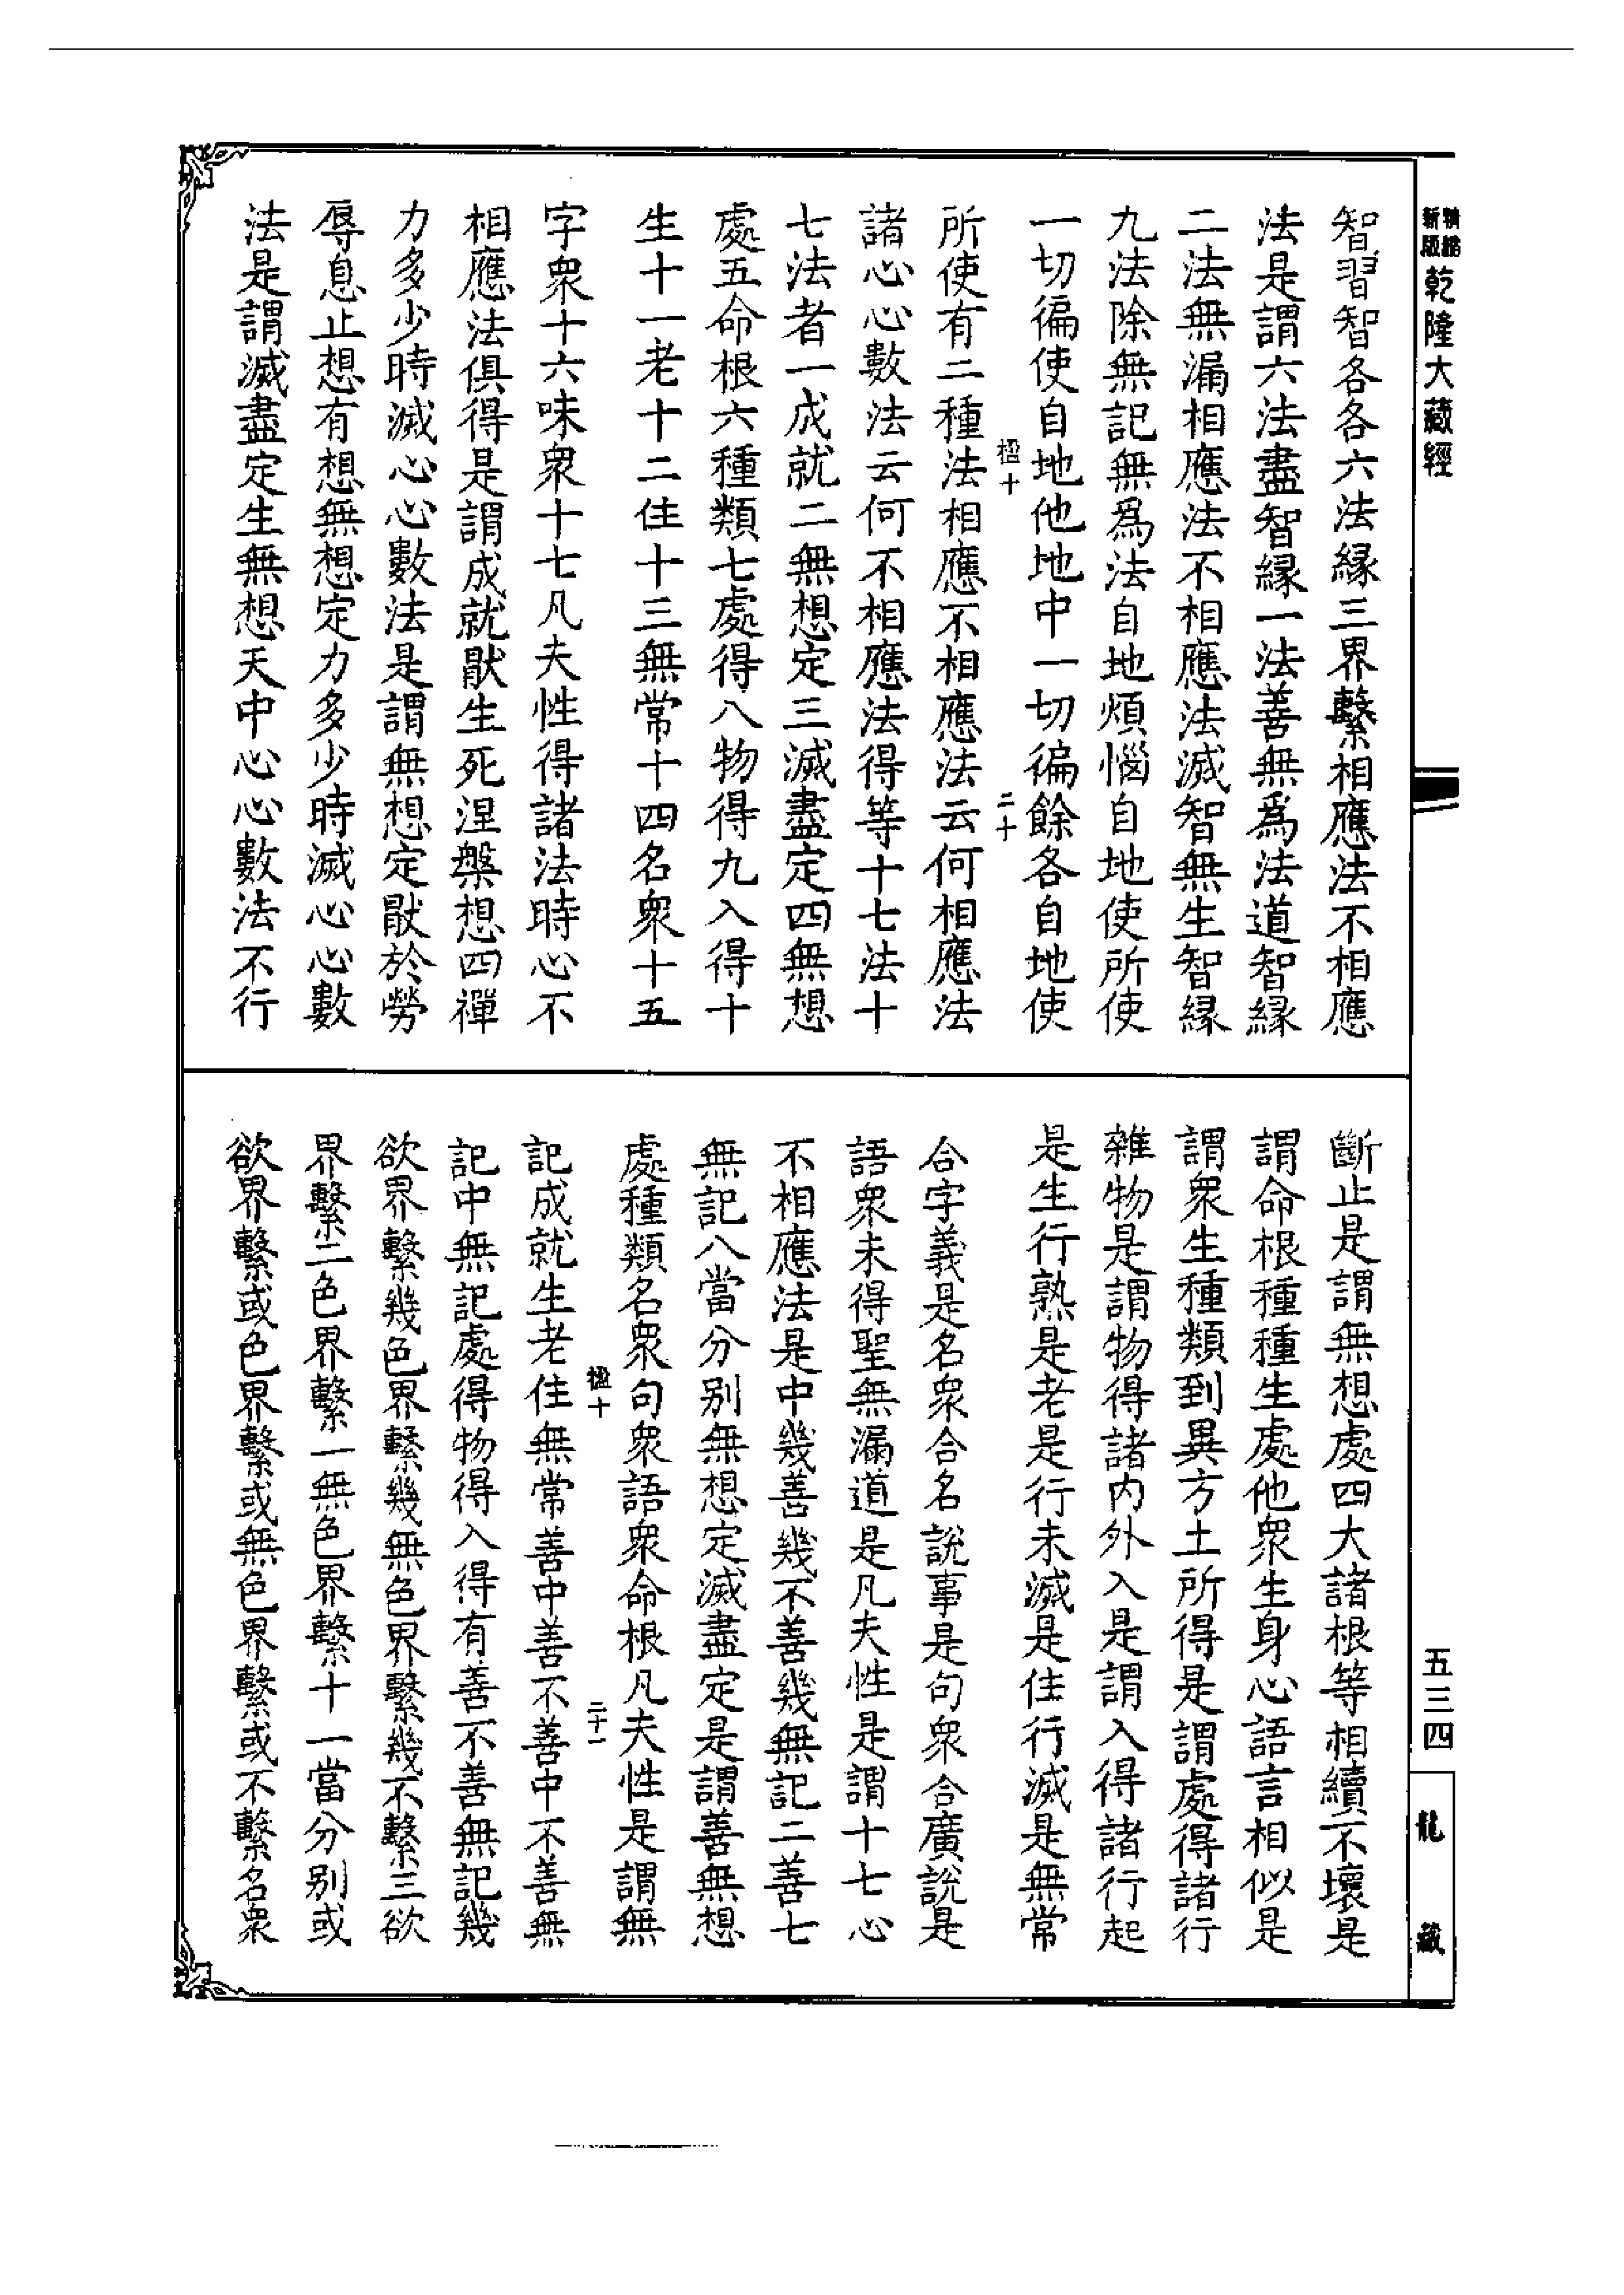 精縮新版乾隆大藏經
智習智各各六法緣三界繫相應法不相應
法是謂六法盡智緣一法善無為法道智緣
二法無漏相應法不相應法滅智無生智緣
九法除無記無為法自地煩惱自地使所使
一切徧使自地他地中一切徧餘各自地使
楹十 二十
所使有二種法相應不相應法云何相應法
諸心心數法云何不相應法得等十七法十
七法者一成就二無想定三滅盡定四無想
處五命根六種類七處得八物得九入得十
生十一老十二住十三無常十四名衆十五
字衆十六味衆十七凡夫性得諸法時心不
相應法俱得是謂成就猒生死涅槃想四禪
力多少時滅心心數法是謂無想定猒於勞
辱息止想有想無想定力多少時滅心心數
法是謂滅盡定生無想天中心心數法不行
斷止是謂無想處四大諸根等相續不壞是
謂命根種種生處他衆生身心語言相似是
謂衆生種類到異方土所得是謂處得諸行
雜物是謂物得諸內外入是謂入得諸行起
是生行熟是老是行未滅是住行滅是無常
合字義是名衆合名說事是句衆合廣說是
語衆未得聖無漏道是凡夫性是謂十七心
不相應法是中幾善幾不善幾無記二善七
無記八當分別無想定滅盡定是謂善無想
處種類名衆句衆語衆命根凡夫性是謂無
楹十 二十一
記成就生老住無常善中善不善中不善無
記中無記處得物得入得有善不善無記幾
欲界繫幾色界繫幾無色界繫幾不繫三欲
界繫二色界繫一無色界繫十一當分別或
欲界繫或色界繫或無色界繫或不繫名衆
五三四
龍藏